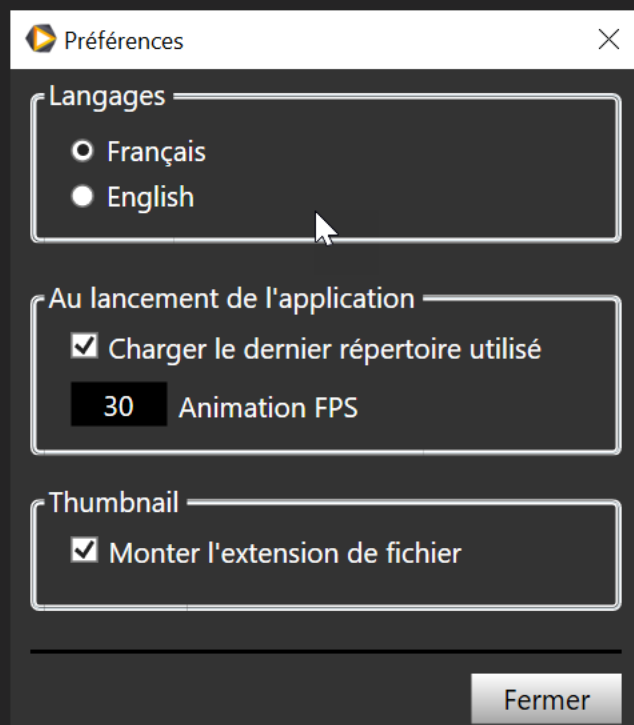 Préférences
Langages
Français
English
Au lancement de l'application
Charger le dernier répertoire utilisé
30 Animation FPS
Thumbnail
Monter l'extension de fichier
Fermer